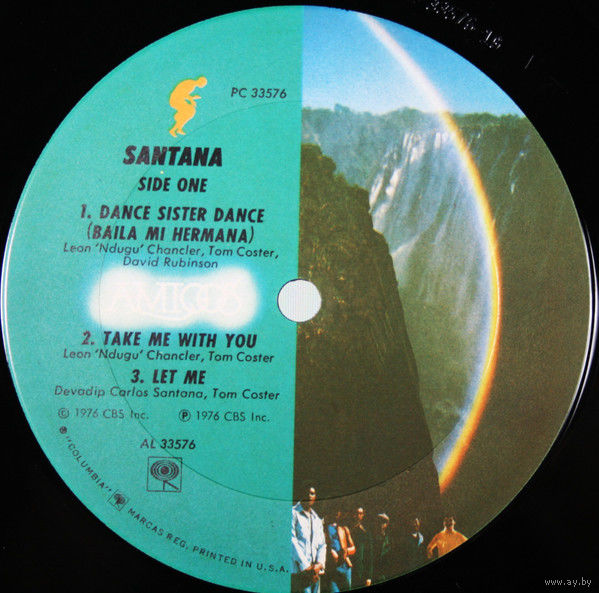 33576 1G
PC 33576
SANTANA
SIDE ONE
1. DANCE SISTER DANCE
(BAILA MI HERMANA)
Leon 'Ndugu' Chancler, Tom Coster,
David Rubinson
AMIGOS
2. TAKE ME WITH YOU
Leon 'Ndugu' Chancler, Tom Coster
3. LET ME
Devadip Carlos Santana, Tom Coster
© 1976 CBS Inc. ℗ 1976 CBS Inc.
AL 33576
® "COLUMBIA" MARCAS REG. PRINTED IN U.S.A.
www.ay.by